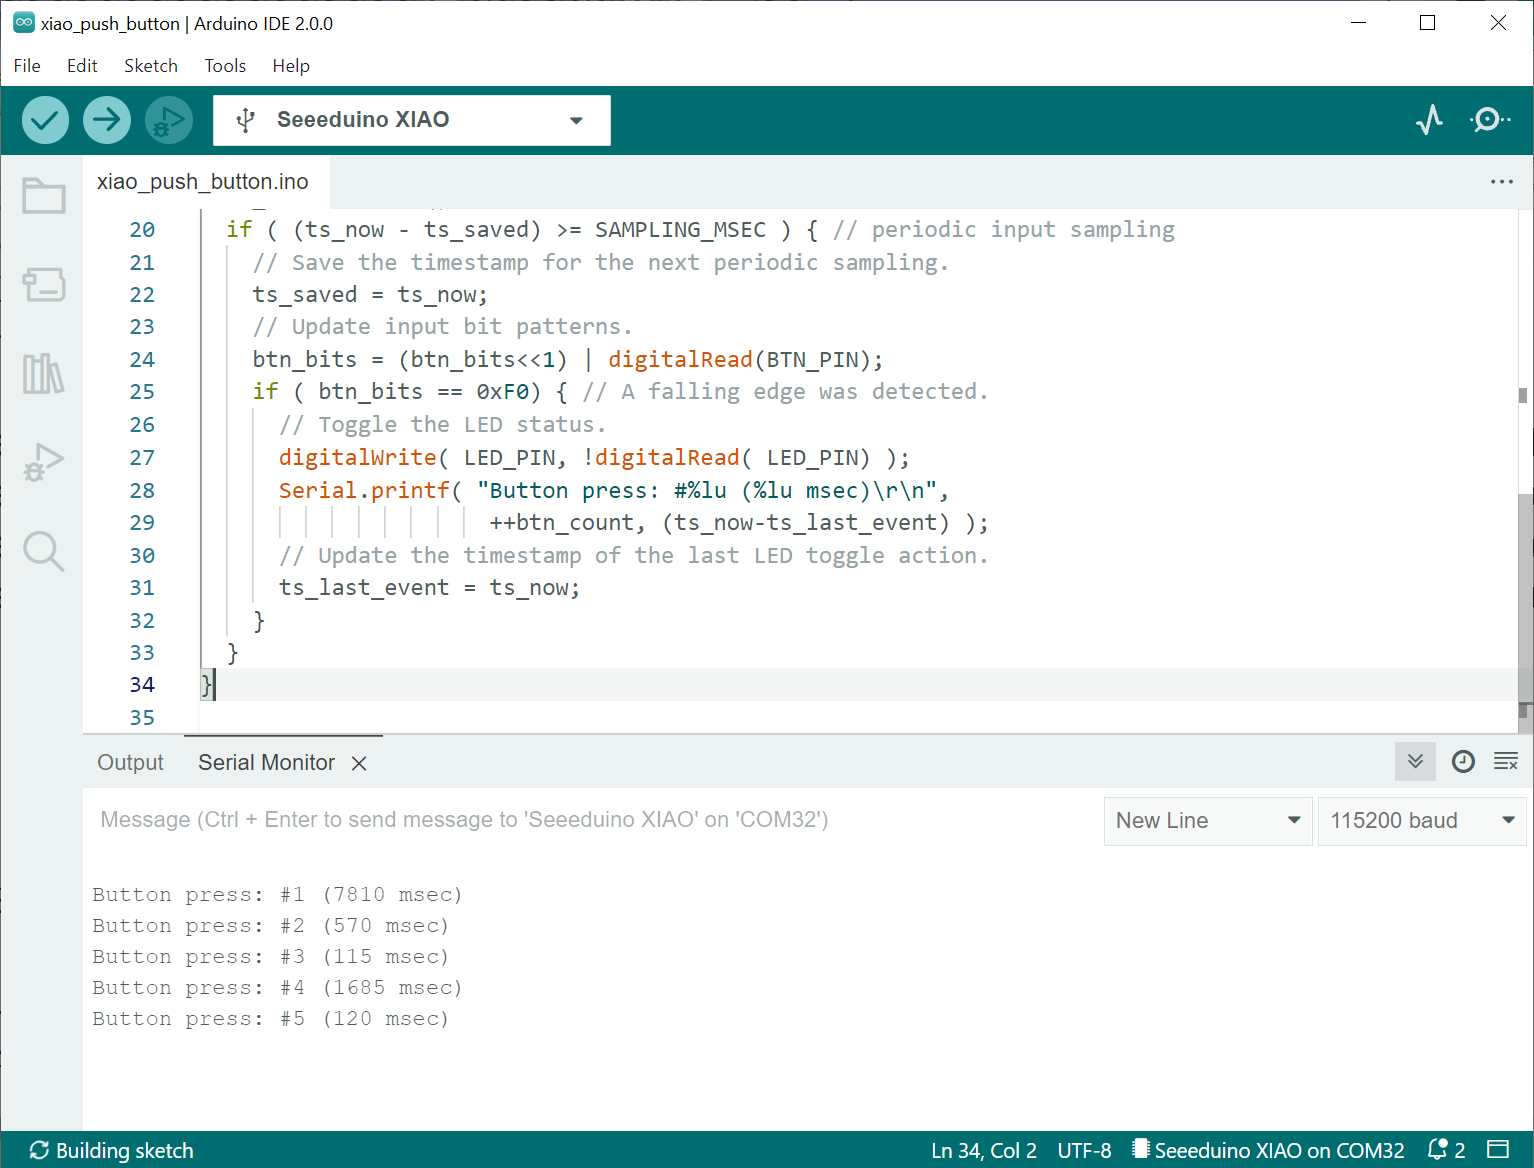 xiao_push_button | Arduino IDE 2.0.0
File Edit Sketch Tools Help
Seeeduino XIAO
xiao_push_button.ino
20 if ( (ts_now - ts_saved) >= SAMPLING_MSEC ) { // periodic input sampling
21 // Save the timestamp for the next periodic sampling.
22 ts_saved = ts_now;
23 // Update input bit patterns.
24 btn_bits = (btn_bits<<1) | digitalRead(BTN_PIN);
25 if ( btn_bits == 0xF0) { // A falling edge was detected.
26 // Toggle the LED status.
27 digitalWrite( LED_PIN, !digitalRead( LED_PIN) );
28 Serial.printf( "Button press: #%lu (%lu msec)\r\n",
29 ++btn_count, (ts_now-ts_last_event) );
30 // Update the timestamp of the last LED toggle action.
31 ts_last_event = ts_now;
32 }
33 }
34 }
35
Output Serial Monitor
Message (Ctrl + Enter to send message to 'Seeeduino XIAO' on 'COM32') New Line 115200 baud
Button press: #1 (7810 msec)
Button press: #2 (570 msec)
Button press: #3 (115 msec)
Button press: #4 (1685 msec)
Button press: #5 (120 msec)
Building sketch Ln 34, Col 2 UTF-8 Seeeduino XIAO on COM32 2